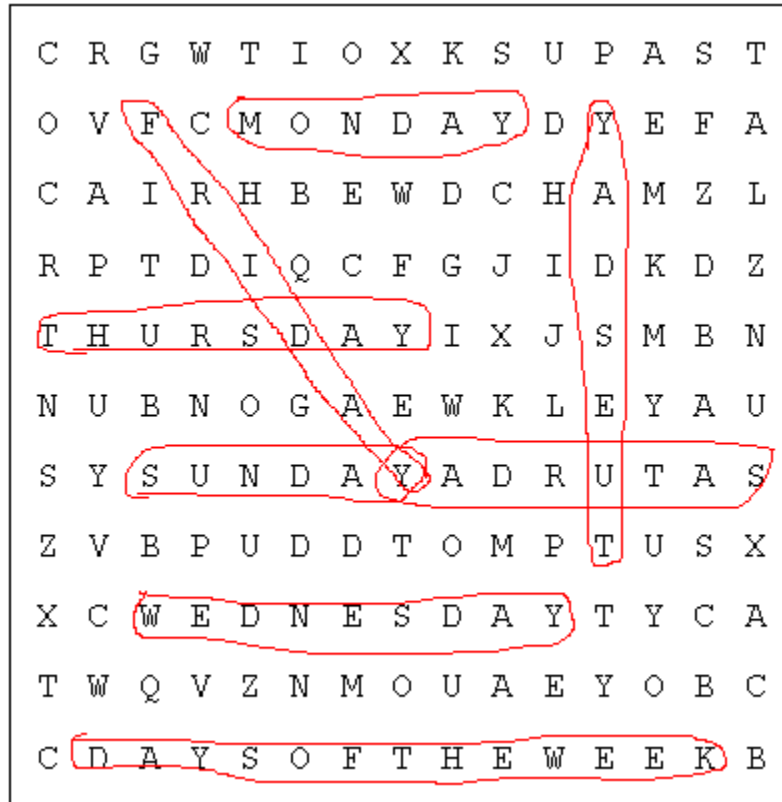 C R G W T I O X K S U P A S T
O V F C M O N D A Y D Y E F A
C A I R H B E W D C H A M Z L
R P T D I Q C F G J I D K D Z
T H U R S D A Y I X J S M B N
N U B N O G A E W K L E Y A U
S Y S U N D A Y A D R U T A S
Z V B P U D D T O M P T U S X
X C W E D N E S D A Y T Y C A
T W Q V Z N M O U A E Y O B C
C D A Y S O F T H E W E E K B